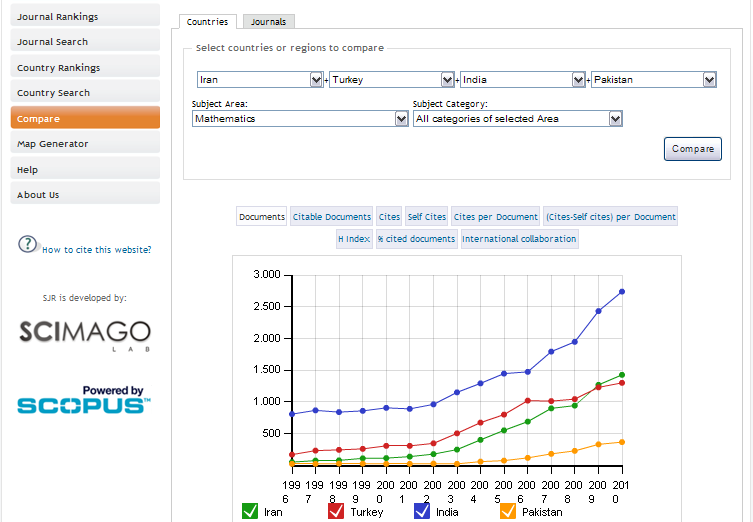 Journal Rankings
Journal Search
Country Rankings
Country Search
Compare
Map Generator
Help
About Us
How to cite this website?
SJR is developed by:
SCIMAGO
LAB
Powered by
SCOPUS™
Countries
Journals
Select countries or regions to compare
Iran + Turkey + India + Pakistan
Subject Area: Subject Category:
Mathematics All categories of selected Area
Compare
Documents Citable Documents Cites Self Cites Cites per Document (Cites-Self cites) per Document
H Index % cited documents International collaboration
3.000
2.500
2.000
1.500
1.000
500
199 199 199 199 200 200 200 200 200 200 200 200 200 200 201
6 7 8 9 0 1 2 3 4 5 6 7 8 9 0
Iran Turkey India Pakistan